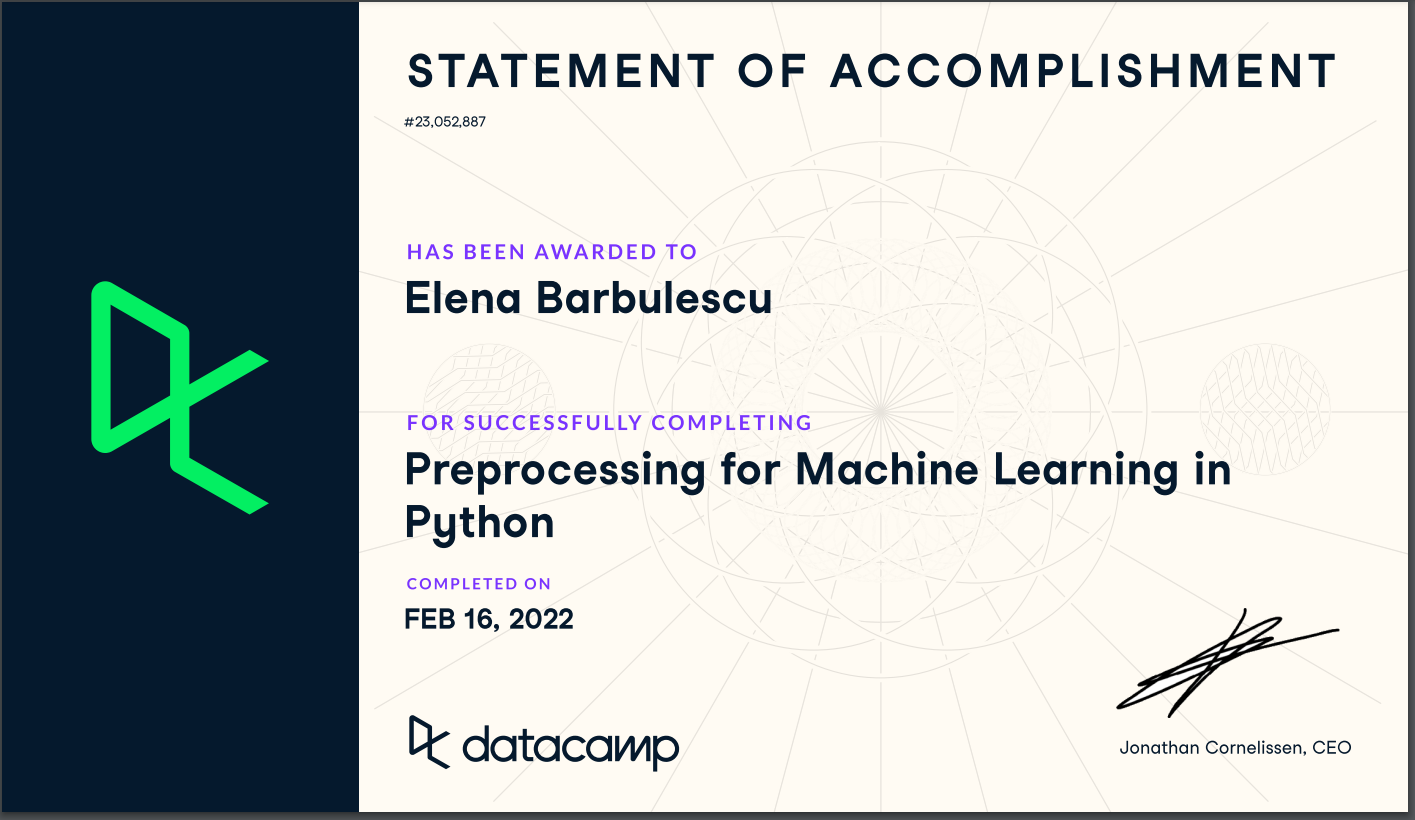 STATEMENT OF ACCOMPLISHMENT
#23,052,887
HAS BEEN AWARDED TO
Elena Barbulescu
FOR SUCCESSFULLY COMPLETING
Preprocessing for Machine Learning in
Python
COMPLETED ON
FEB 16, 2022
datacamp
Jonathan Cornelissen, CEO